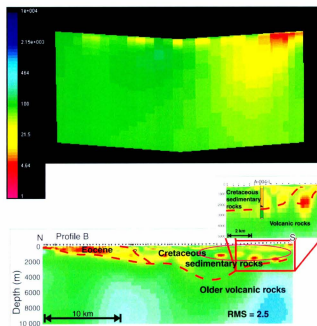 1e+004
2.15e+003
464
100
21.5
4.64
1
Cretaceous
sedimentary
rocks
Volcanic rocks
2 km
N
Profile B
S
0
2000
4000
6000
8000
10 000
Depth (m)
Eocene
Cretaceous
sedimentary rocks
Older volcanic rocks
10 km
RMS = 2.5